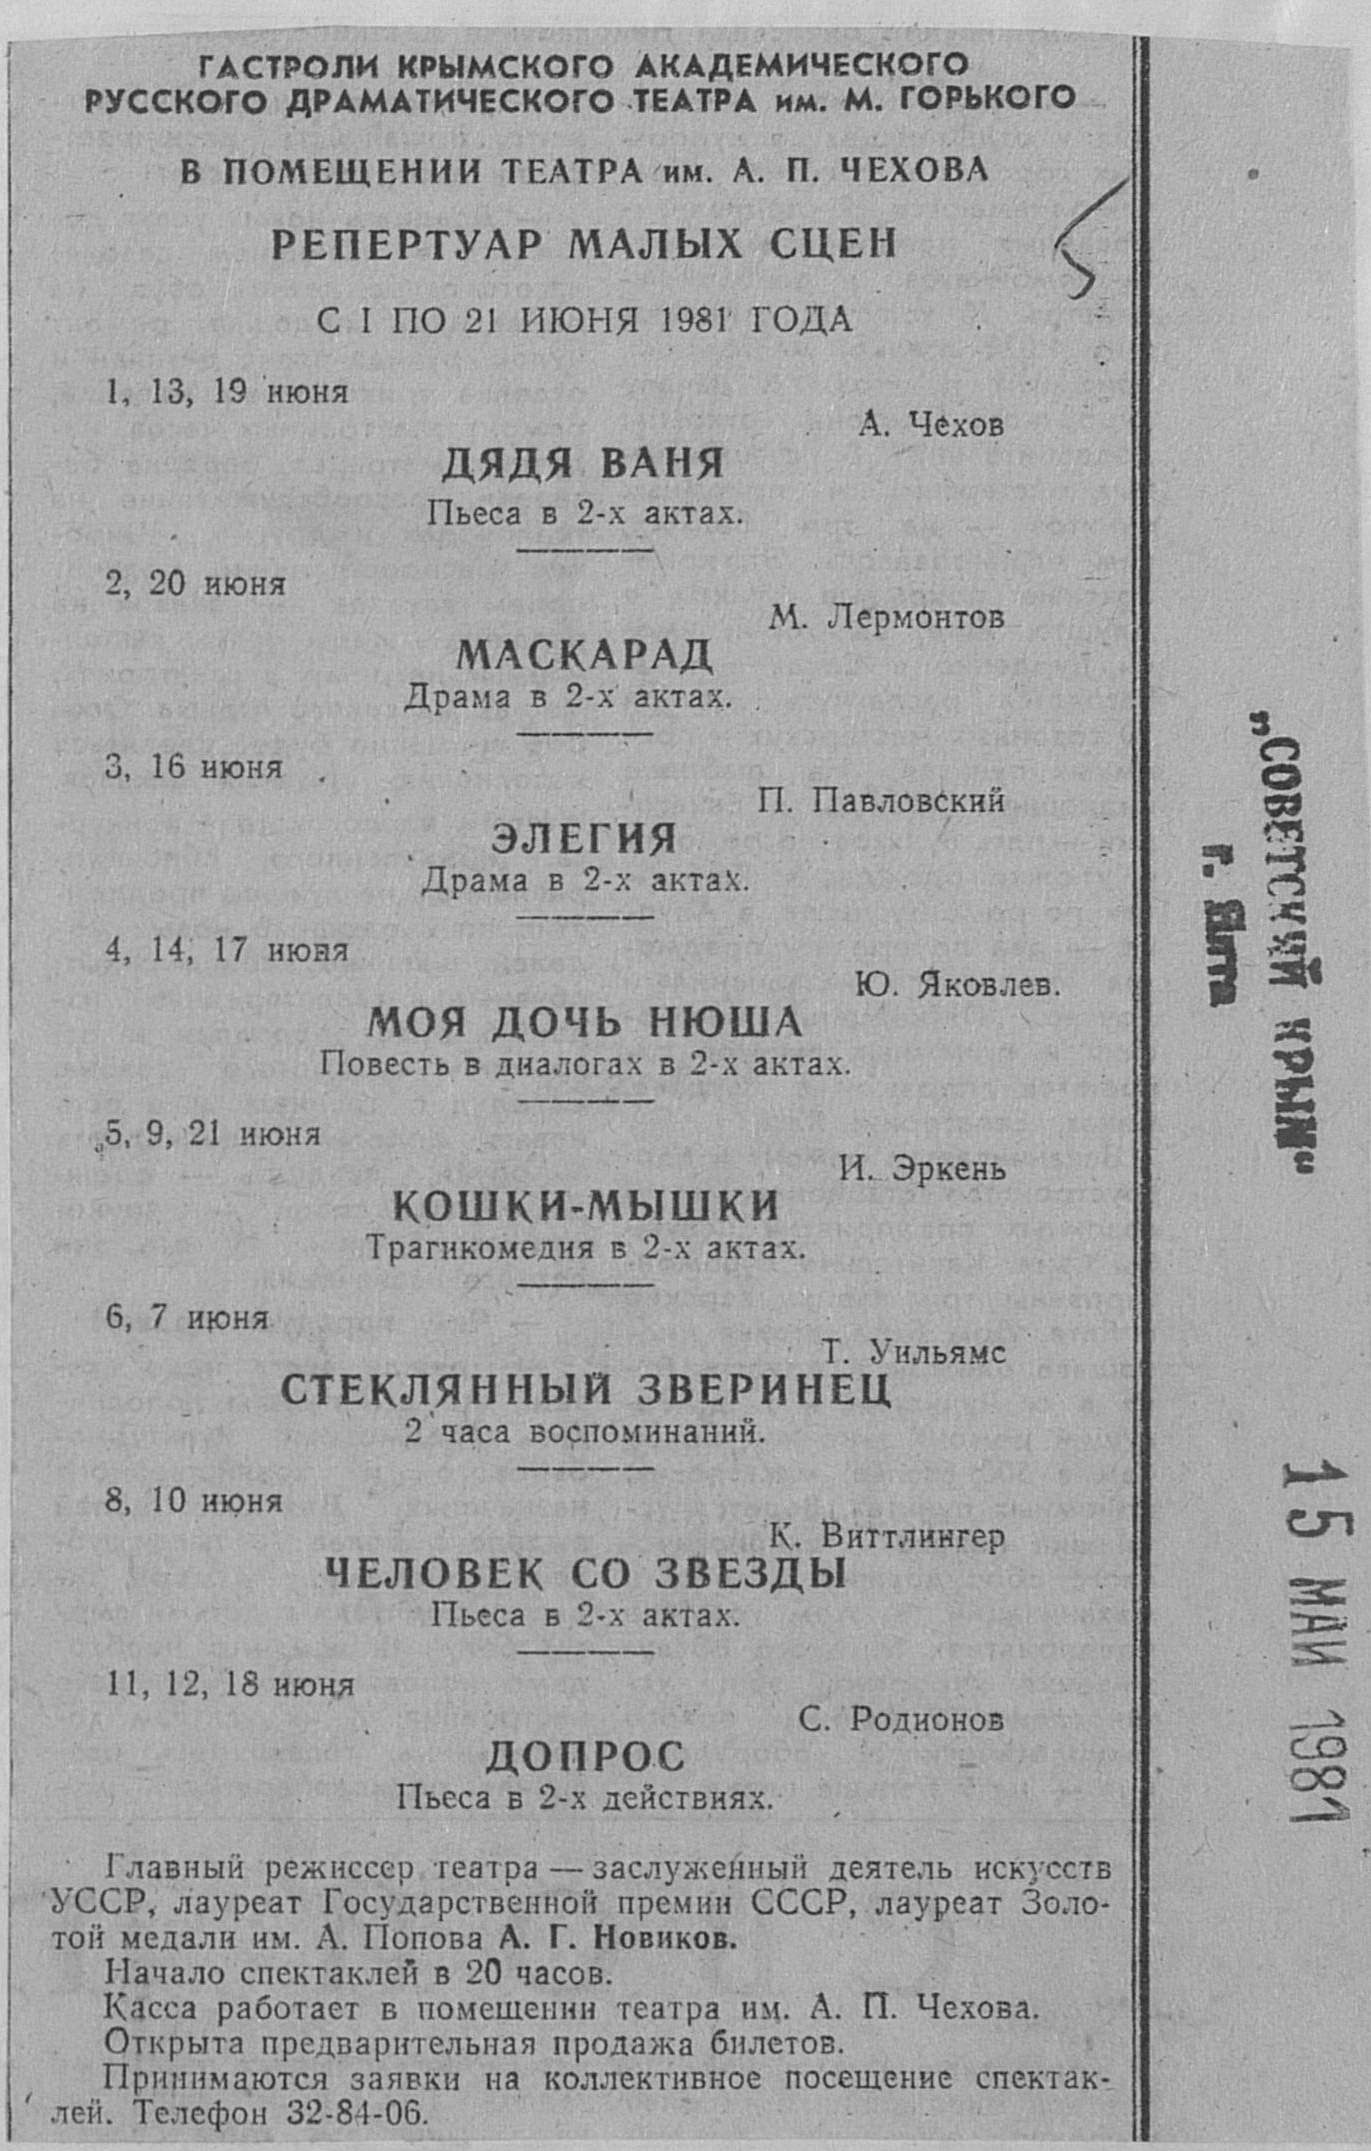 ГАСТРОЛИ КРЫМСКОГО АКАДЕМИЧЕСКОГО
РУССКОГО ДРАМАТИЧЕСКОГО ТЕАТРА им. М. ГОРЬКОГО
В ПОМЕЩЕНИИ ТЕАТРА им. А. П. ЧЕХОВА
РЕПЕРТУАР МАЛЫХ СЦЕН
С I ПО 21 ИЮНЯ 1981 ГОДА
1, 13, 19 июня
А. Чехов
ДЯДЯ ВАНЯ
Пьеса в 2-х актах.
2, 20 июня
М. Лермонтов
МАСКАРАД
Драма в 2-х актах.
3, 16 июня
П. Павловский
ЭЛЕГИЯ
Драма в 2-х актах.
4, 14, 17 июня
Ю. Яковлев.
МОЯ ДОЧЬ НЮША
Повесть в диалогах в 2-х актах.
5, 9, 21 июня
И. Эркень
КОШКИ-МЫШКИ
Трагикомедия в 2-х актах.
6, 7 июня
Т. Уильямс
СТЕКЛЯННЫЙ ЗВЕРИНЕЦ
2 часа воспоминаний.
8, 10 июня
К. Виттлингер
ЧЕЛОВЕК СО ЗВЕЗДЫ
Пьеса в 2-х актах.
11, 12, 18 июня
С. Родионов
ДОПРОС
Пьеса в 2-х действиях.
Главный режиссер театра — заслуженный деятель искусств
УССР, лауреат Государственной премии СССР, лауреат Золо-
той медали им. А. Попова А. Г. Новиков.
Начало спектаклей в 20 часов.
Касса работает в помещении театра им. А. П. Чехова.
Открыта предварительная продажа билетов.
Принимаются заявки на коллективное посещение спектак-
лей. Телефон 32-84-06.
„СОВЕТСКИЙ КРЫМ“
г. Ялта
15 МАЙ 1981